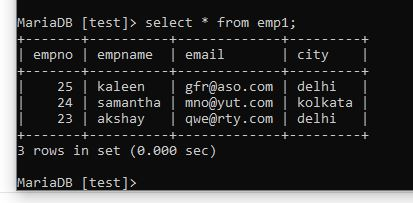 MariaDB [test]> select * from emp1;
+-------+----------+-------------+---------+
| empno | empname  | email       | city    |
+-------+----------+-------------+---------+
|    25 | kaleen   | gfr@aso.com | delhi   |
|    24 | samantha | mno@yut.com | kolkata |
|    23 | akshay   | qwe@rty.com | delhi   |
+-------+----------+-------------+---------+
3 rows in set (0.000 sec)
MariaDB [test]>